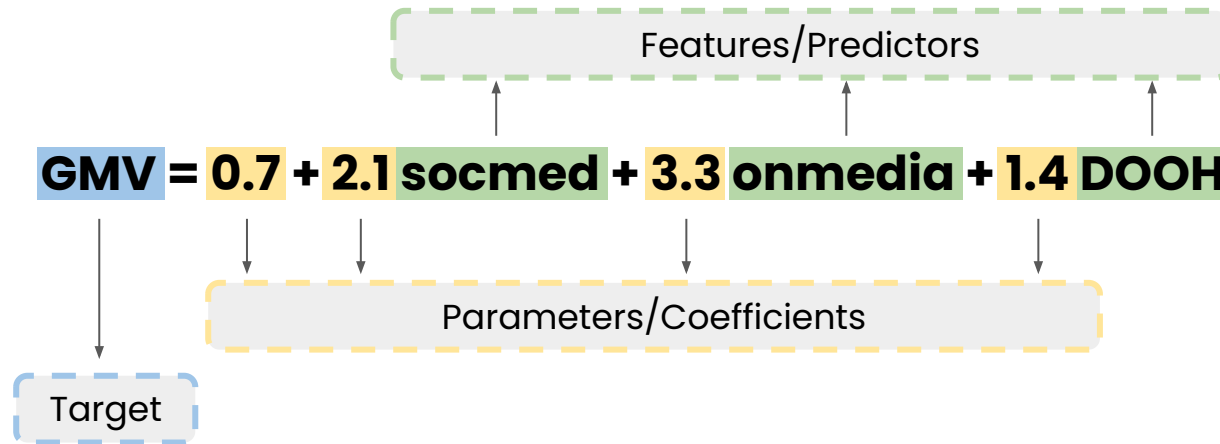 Features/Predictors
GMV = 0.7 + 2.1 socmed + 3.3 onmedia + 1.4 DOOH
Parameters/Coefficients
Target